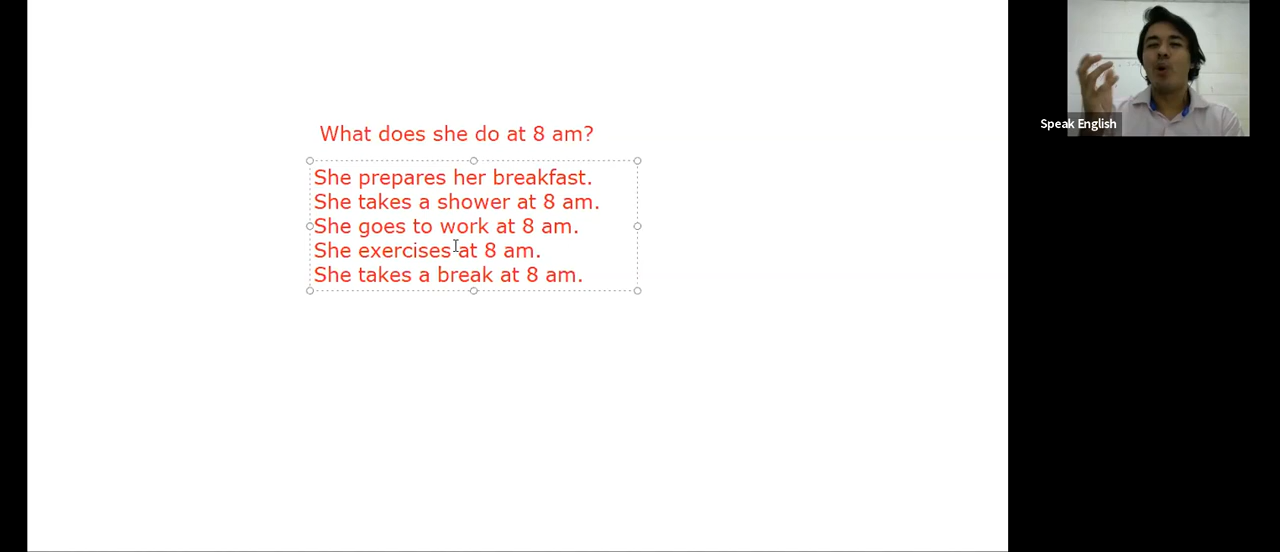 What does she do at 8 am?
She prepares her breakfast.
She takes a shower at 8 am.
She goes to work at 8 am.
She exercises at 8 am.
She takes a break at 8 am.
Speak English